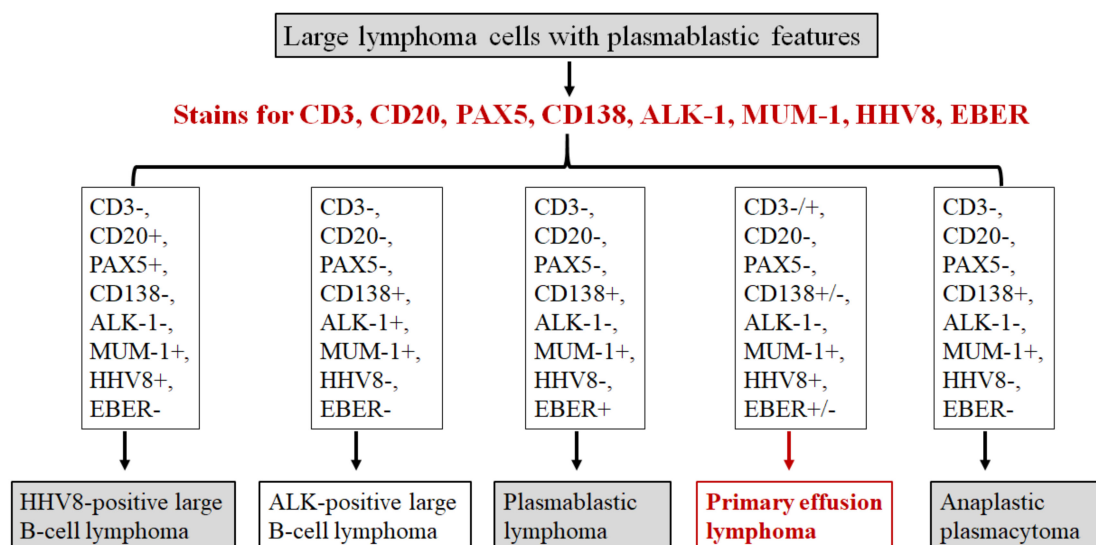 Large lymphoma cells with plasmablastic features
Stains for CD3, CD20, PAX5, CD138, ALK-1, MUM-1, HHV8, EBER
CD3-,
CD20+,
PAX5+,
CD138-,
ALK-1-,
MUM-1+,
HHV8+,
EBER-
CD3-,
CD20-,
PAX5-,
CD138+,
ALK-1+,
MUM-1+,
HHV8-,
EBER-
CD3-,
CD20-,
PAX5-,
CD138+,
ALK-1-,
MUM-1+,
HHV8-,
EBER+
CD3-/+,
CD20-,
PAX5-,
CD138+/-,
ALK-1-,
MUM-1+,
HHV8+,
EBER+/-
CD3-,
CD20-,
PAX5-,
CD138+,
ALK-1-,
MUM-1+,
HHV8-,
EBER-
HHV8-positive large
B-cell lymphoma
ALK-positive large
B-cell lymphoma
Plasmablastic
lymphoma
Primary effusion
lymphoma
Anaplastic
plasmacytoma